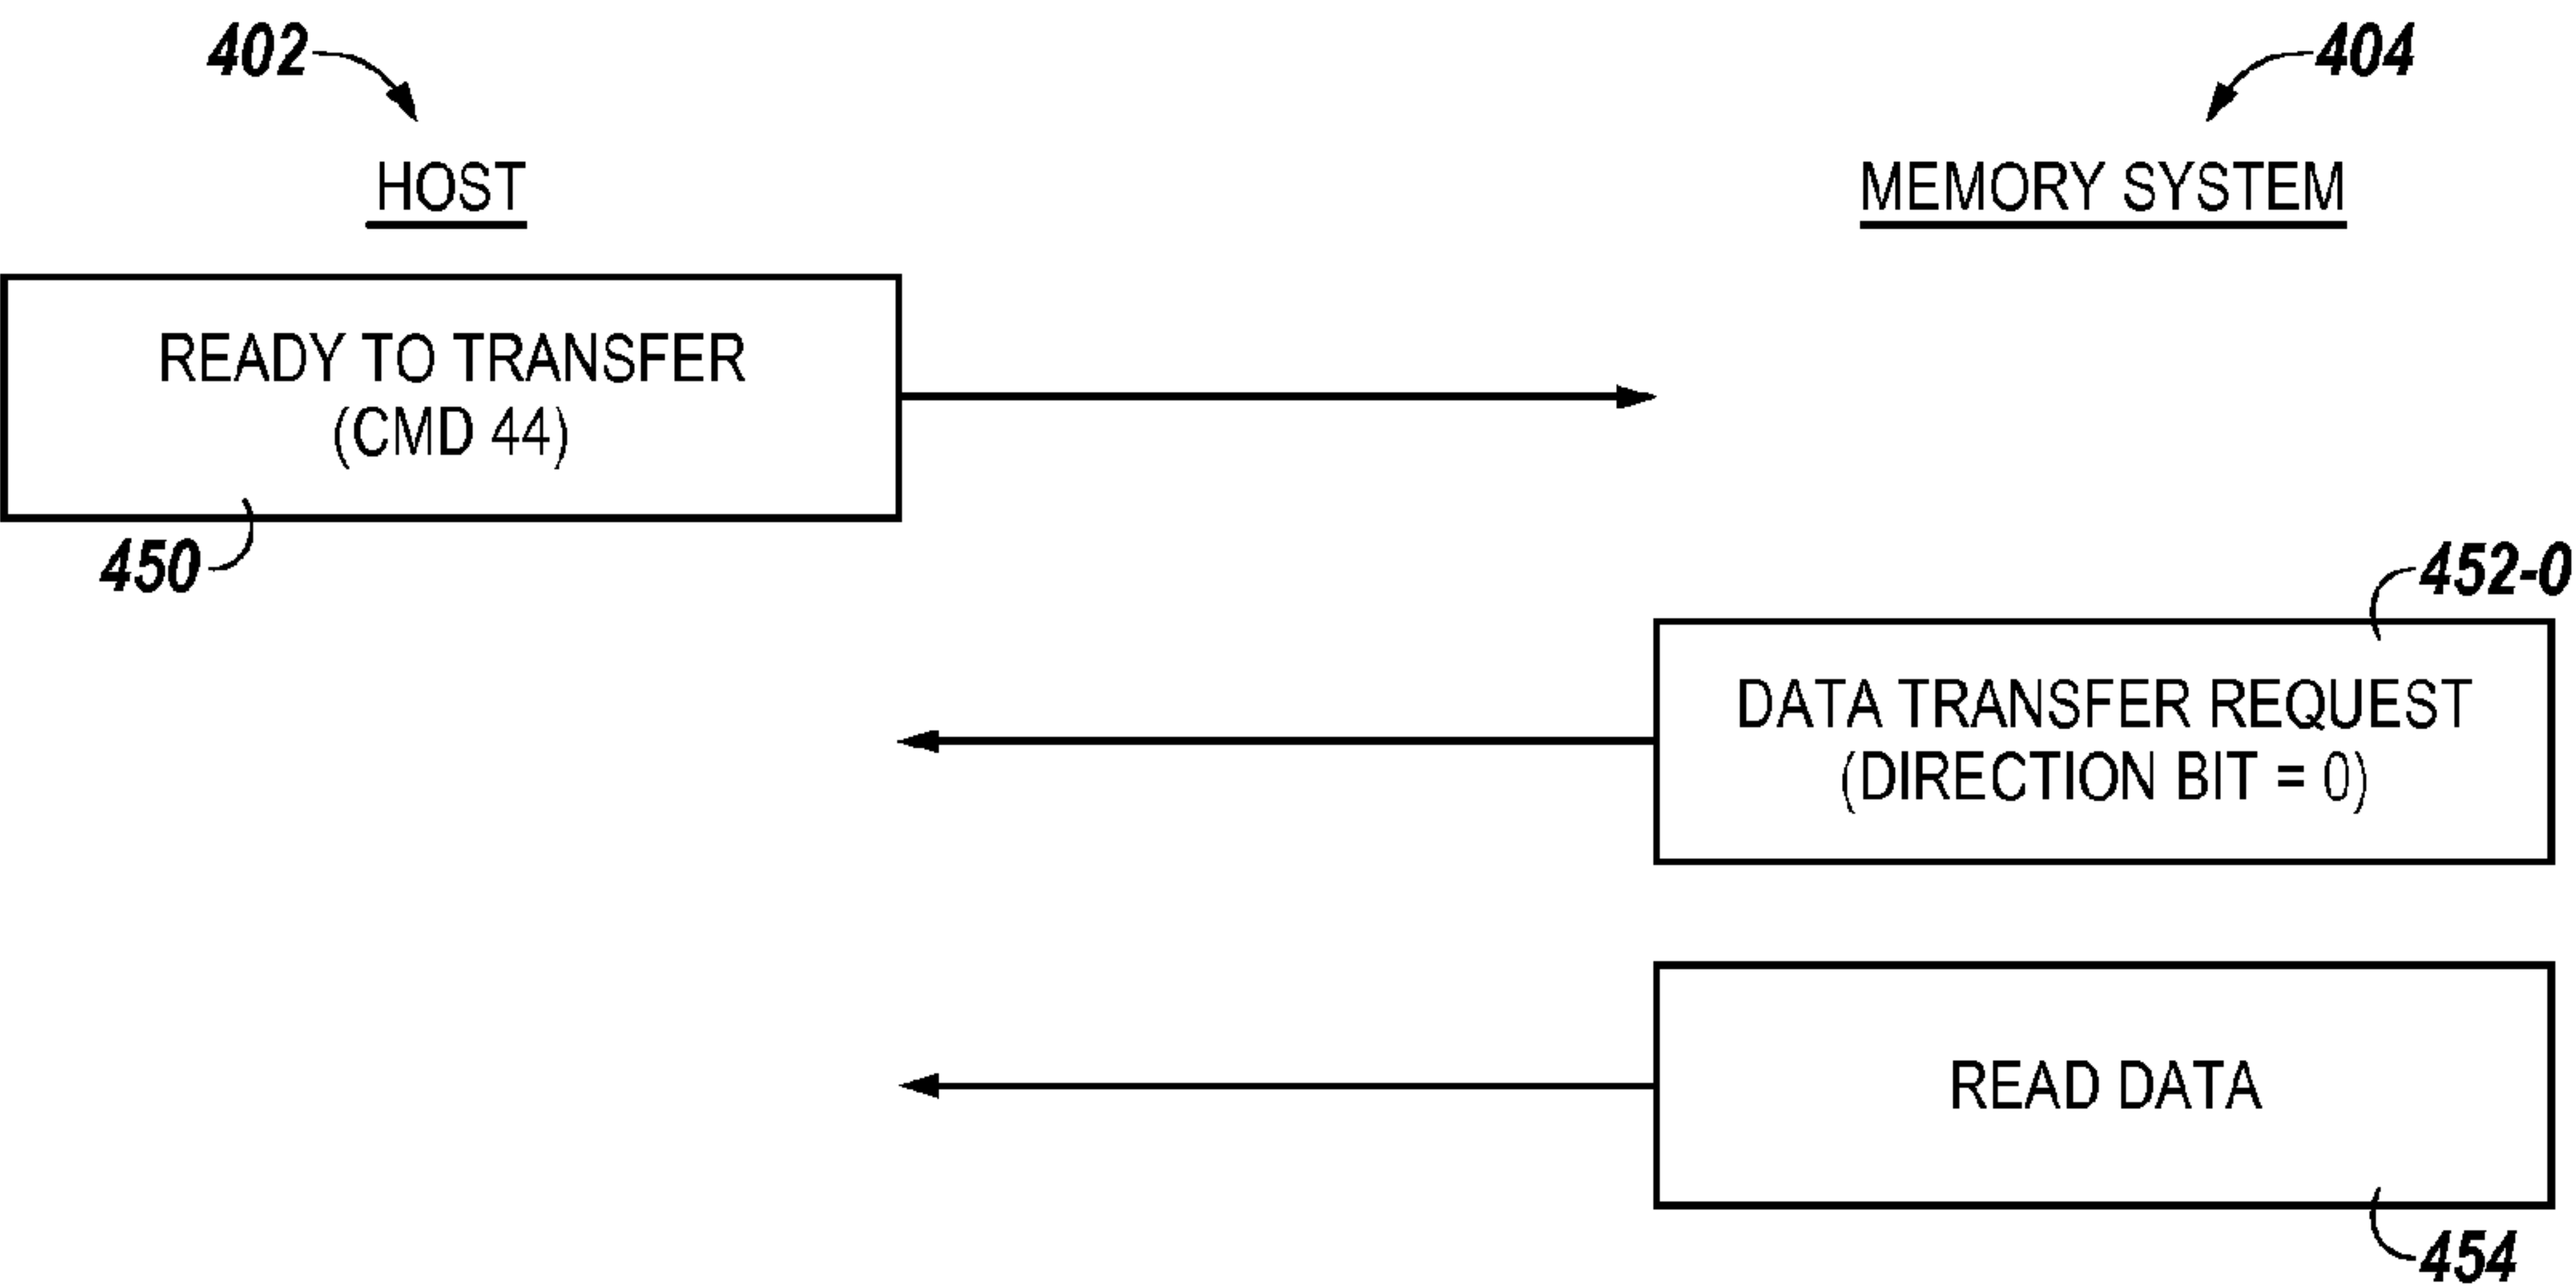 402
404
HOST
MEMORY SYSTEM
READY TO TRANSFER
(CMD 44)
450
452-0
DATA TRANSFER REQUEST
(DIRECTION BIT = 0)
READ DATA
454